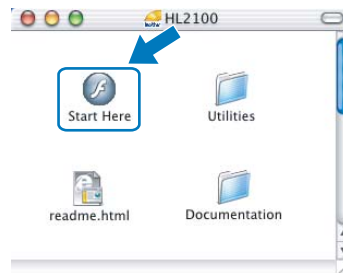 HL2100
Start Here
Utilities
readme.html
Documentation